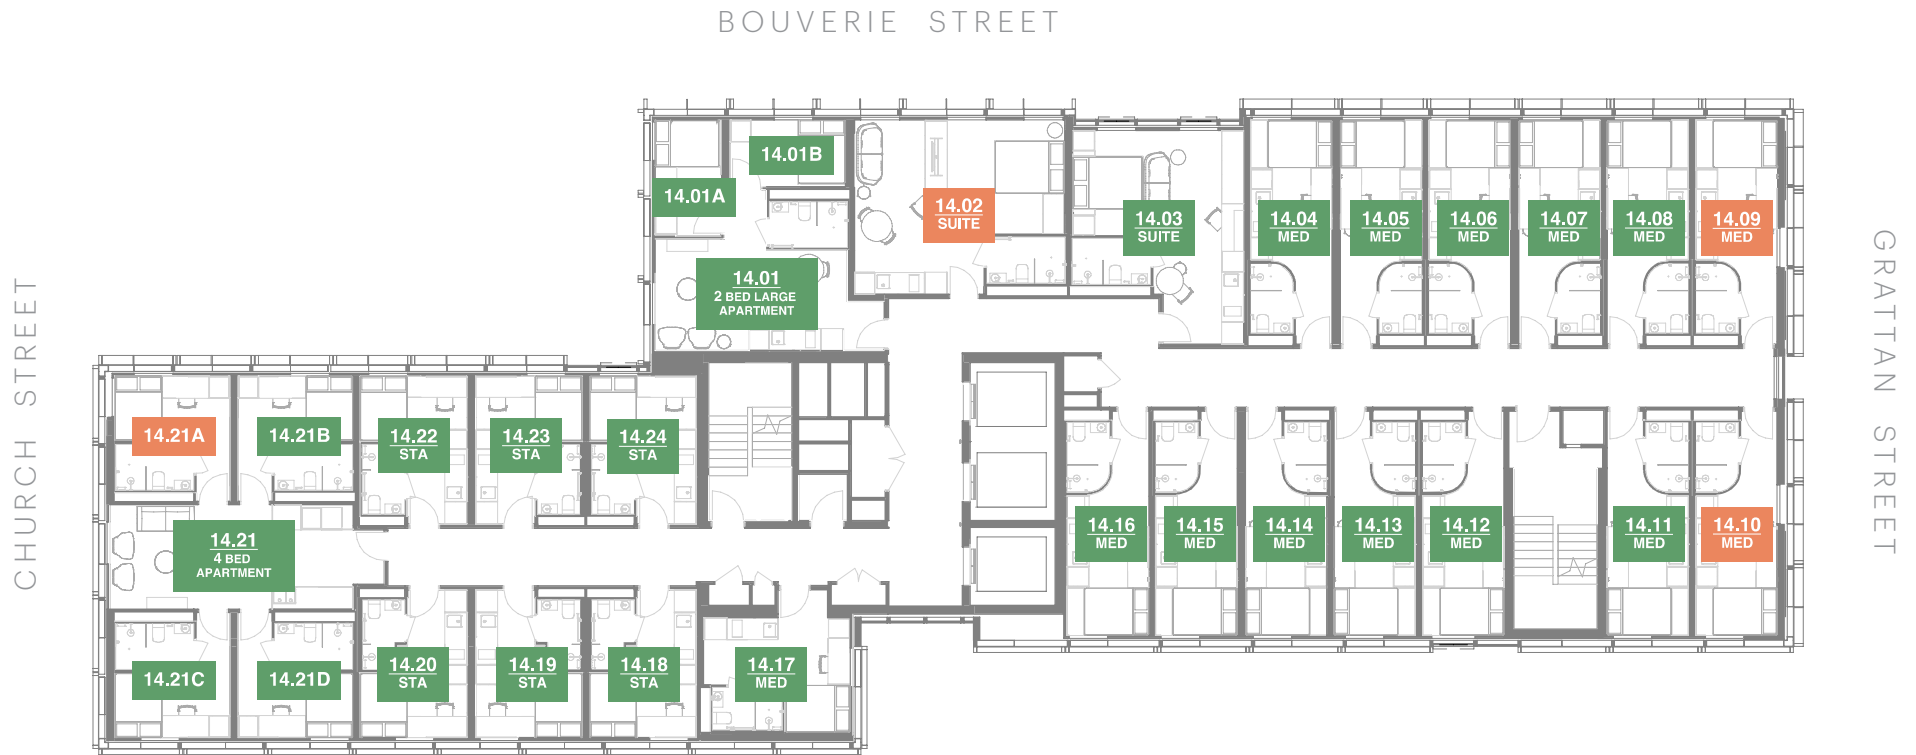 BOUVERIE STREET
CHURCH STREET
GRATTAN STREET
14.01A
14.01B
14.01
2 BED LARGE
APARTMENT
14.02
SUITE
14.03
SUITE
14.04
MED
14.05
MED
14.06
MED
14.07
MED
14.08
MED
14.09
MED
14.21A
14.21B
14.22
STA
14.23
STA
14.24
STA
14.21
4 BED
APARTMENT
14.16
MED
14.15
MED
14.14
MED
14.13
MED
14.12
MED
14.11
MED
14.10
MED
14.21C
14.21D
14.20
STA
14.19
STA
14.18
STA
14.17
MED